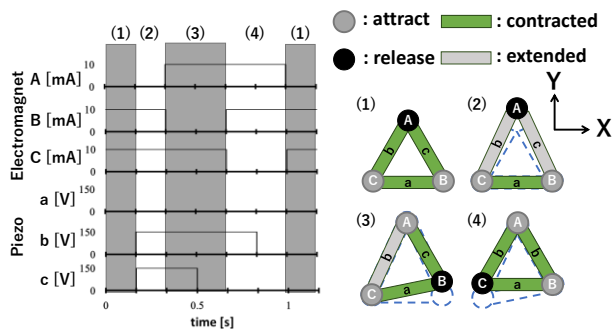 (1) (2) (3) (4) (1)
Electromagnet
A [mA] 10 0
B [mA] 10 0
C [mA] 10 0
Piezo
a [V] 150 0
b [V] 150 0
c [V] 150 0
0 0.5 1
time [s]
: attract : contracted
: release : extended
Y
X
(1) (2)
A b c C a B
A b c C a B
(3) (4)
A b c C a B
A b b C a B